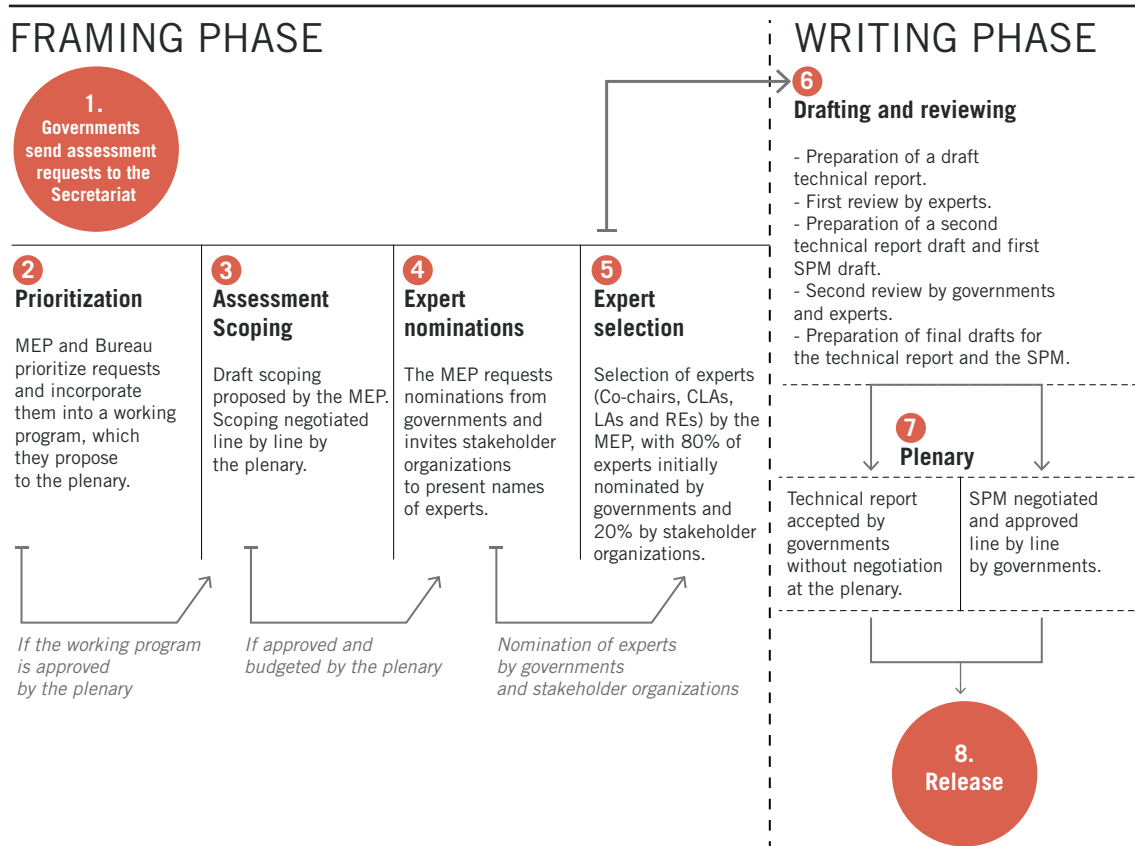 FRAMING PHASE
1.
Governments
send assessment
requests to the
Secretariat
2
Prioritization
MEP and Bureau
prioritize requests
and incorporate
them into a working
program, which
they propose
to the plenary.
If the working program
is approved
by the plenary
3
Assessment
Scoping
Draft scoping
proposed by the MEP.
Scoping negotiated
line by line by
the plenary.
If approved and
budgeted by the plenary
4
Expert
nominations
The MEP requests
nominations from
governments and
invites stakeholder
organizations
to present names
of experts.
Nomination of experts
by governments
and stakeholder organizations
5
Expert
selection
Selection of experts
(Co-chairs, CLAs,
LAs and REs) by the
MEP, with 80% of
experts initially
nominated by
governments and
20% by stakeholder
organizations.
WRITING PHASE
6
Drafting and reviewing
- Preparation of a draft
technical report.
- First review by experts.
- Preparation of a second
technical report draft and first
SPM draft.
- Second review by governments
and experts.
- Preparation of final drafts for
the technical report and the SPM.
7
Plenary
Technical report
accepted by
governments
without negotiation
at the plenary.
SPM negotiated
and approved
line by line
by governments.
8.
Release